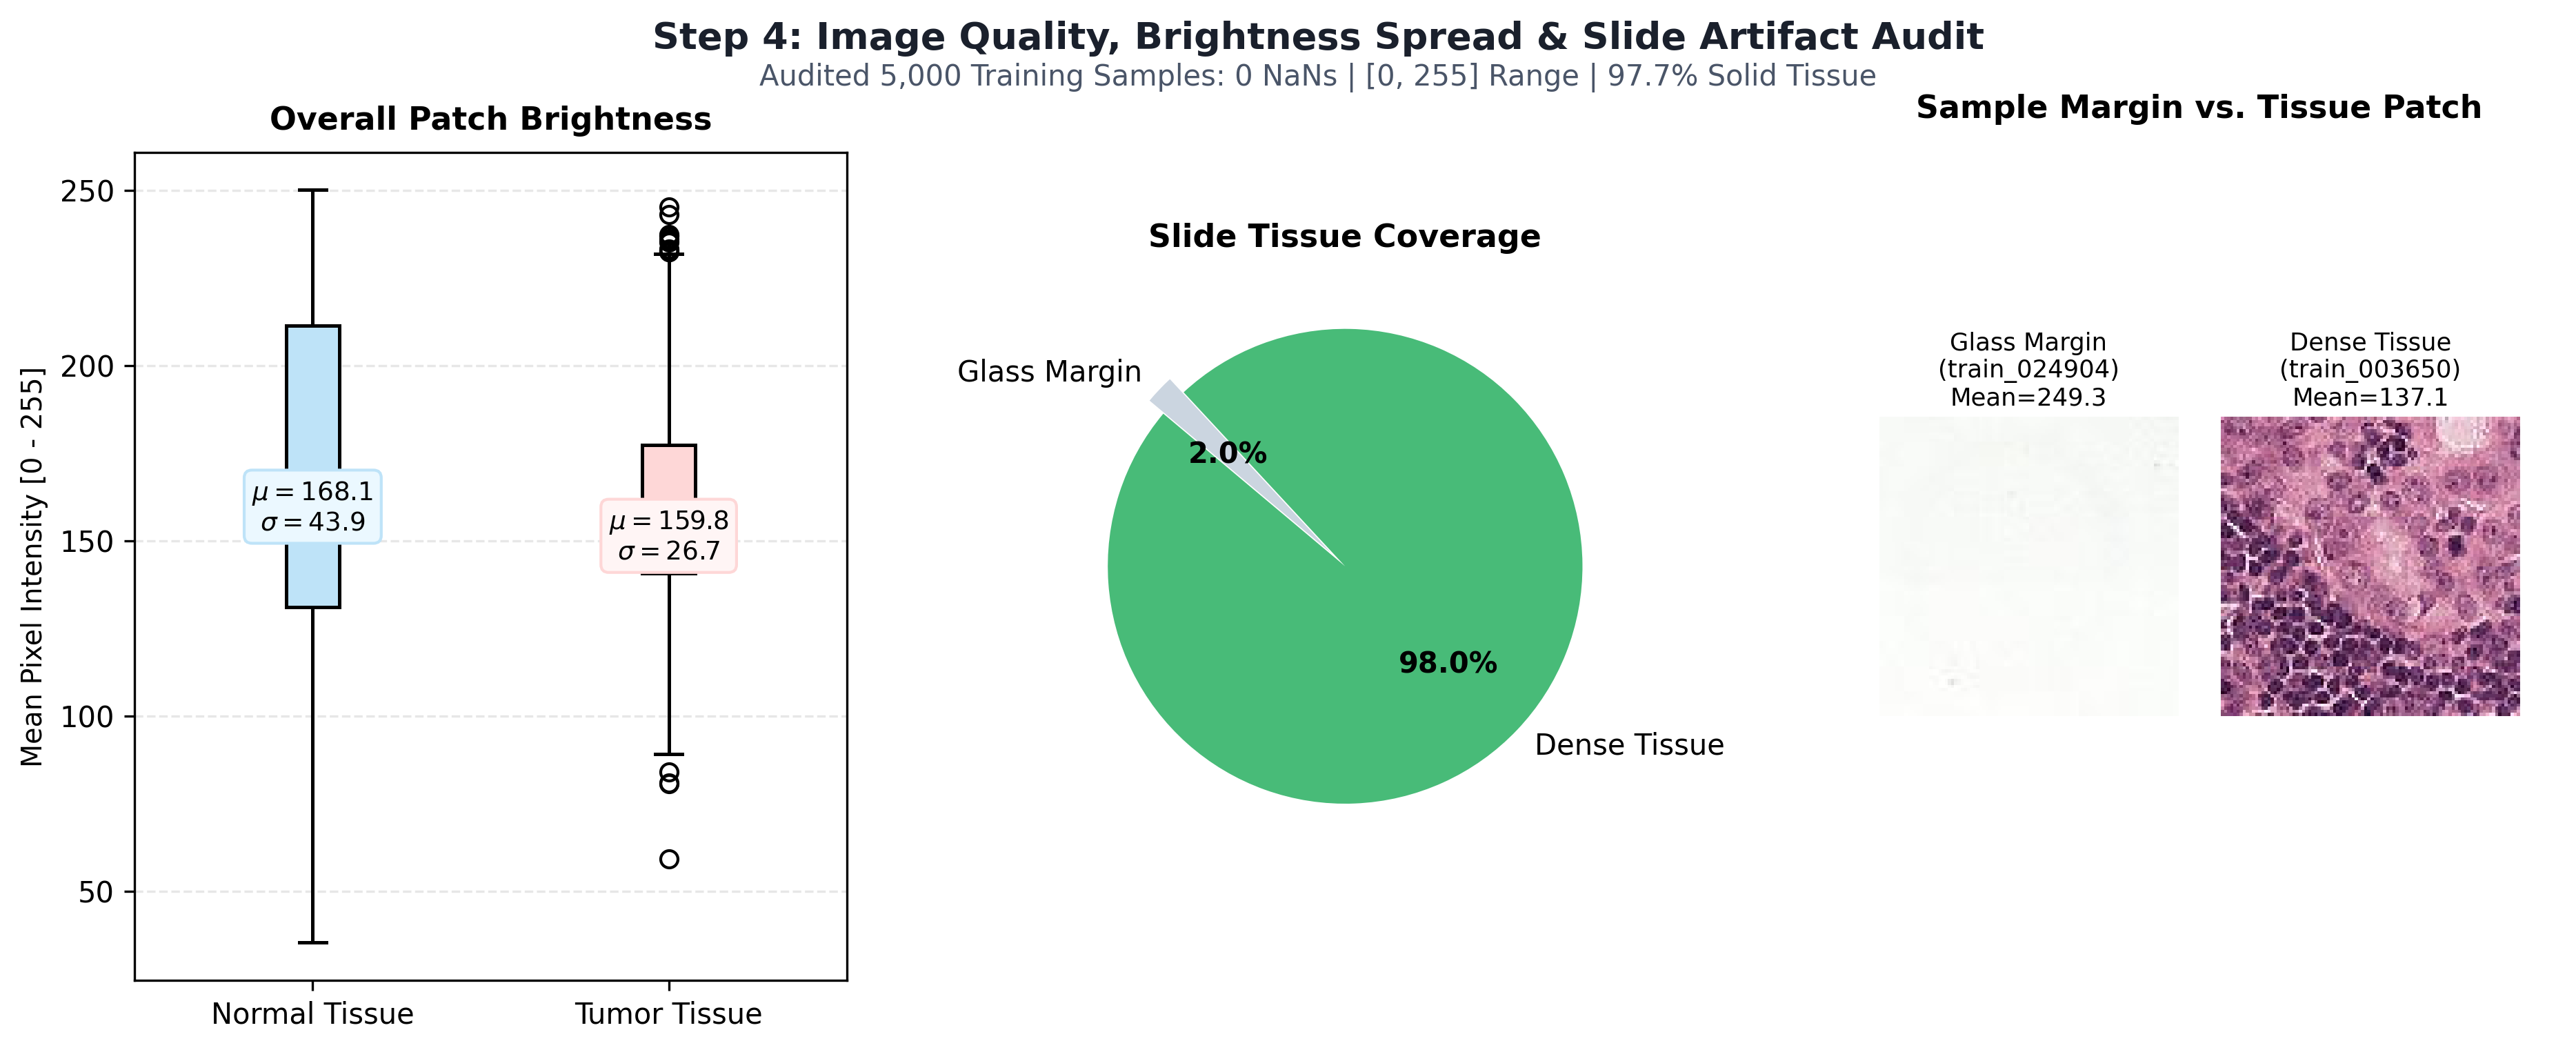 Step 4: Image Quality, Brightness Spread & Slide Artifact Audit
Audited 5,000 Training Samples: 0 NaNs | [0, 255] Range | 97.7% Solid Tissue
Overall Patch Brightness
Mean Pixel Intensity [0 - 255]
250
200
150
100
50
μ = 168.1
σ = 43.9
μ = 159.8
σ = 26.7
Normal Tissue
Tumor Tissue
Slide Tissue Coverage
Glass Margin
2.0%
98.0%
Dense Tissue
Sample Margin vs. Tissue Patch
Glass Margin
(train_024904)
Mean=249.3
Dense Tissue
(train_003650)
Mean=137.1